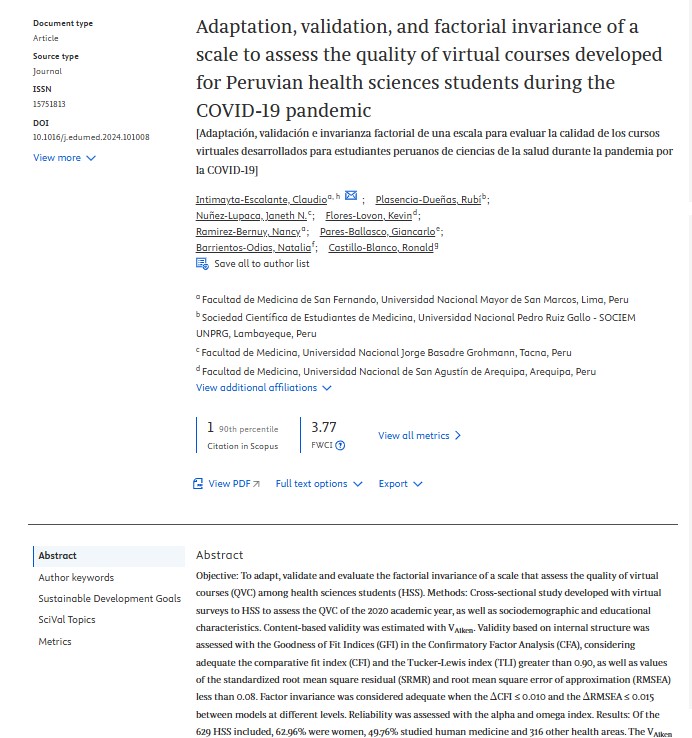 Document type
Article
Source type
Journal
ISSN
15751813
DOI
10.1016/j.edumed.2024.101008
View more
Adaptation, validation, and factorial invariance of a
scale to assess the quality of virtual courses developed
for Peruvian health sciences students during the
COVID-19 pandemic
[Adaptación, validación e invarianza factorial de una escala para evaluar la calidad de los cursos
virtuales desarrollados para estudiantes peruanos de ciencias de la salud durante la pandemia por
la COVID-19]
Intimayta-Escalante, Claudio a, h ; Plasencia-Dueñas, Rubí b;
Nuñez-Lupaca, Janeth N. c; Flores-Lovon, Kevin d;
Ramirez-Bernuy, Nancy a; Pares-Ballasco, Giancarlo e;
Barrientos-Odias, Natalia f; Castillo-Blanco, Ronald g
Save all to author list
a Facultad de Medicina de San Fernando, Universidad Nacional Mayor de San Marcos, Lima, Peru
b Sociedad Científica de Estudiantes de Medicina, Universidad Nacional Pedro Ruiz Gallo - SOCIEM
UNPRG, Lambayeque, Peru
c Facultad de Medicina, Universidad Nacional Jorge Basadre Grohmann, Tacna, Peru
d Facultad de Medicina, Universidad Nacional de San Agustín de Arequipa, Arequipa, Peru
View additional affiliations
1 90th percentile
Citation in Scopus
3.77
FWCI
View all metrics
View PDF
Full text options
Export
Abstract
Author keywords
Sustainable Development Goals
SciVal Topics
Metrics
Abstract
Objective: To adapt, validate and evaluate the factorial invariance of a scale that assess the quality of virtual
courses (QVC) among health sciences students (HSS). Methods: Cross-sectional study developed with virtual
surveys to HSS to assess the QVC of the 2020 academic year, as well as sociodemographic and educational
characteristics. Content-based validity was estimated with VAiken. Validity based on internal structure was
assessed with the Goodness of Fit Indices (GFI) in the Confirmatory Factor Analysis (CFA), considering
adequate the comparative fit index (CFI) and the Tucker-Lewis index (TLI) greater than 0.90, as well as values
of the standardized root mean square residual (SRMR) and root mean square error of approximation (RMSEA)
less than 0.08. Factor invariance was considered adequate when the ΔCFI ≤ 0.010 and the ΔRMSEA ≤ 0.015
between models at different levels. Reliability was assessed with the alpha and omega index. Results: Of the
629 HSS included, 62.96% were women, 49.76% studied human medicine and 316 other health areas. The VAiken